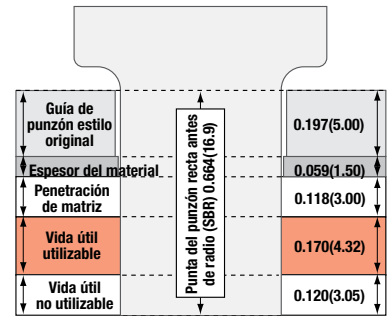 Guía de
punzón estilo
original
Espesor del material
Penetración
de matriz
Vida útil
utilizable
Vida útil
no utilizable
Punta del punzón recta antes
de radio (SBR) 0.664(16.9)
0.197(5.00)
0.059(1.50)
0.118(3.00)
0.170(4.32)
0.120(3.05)